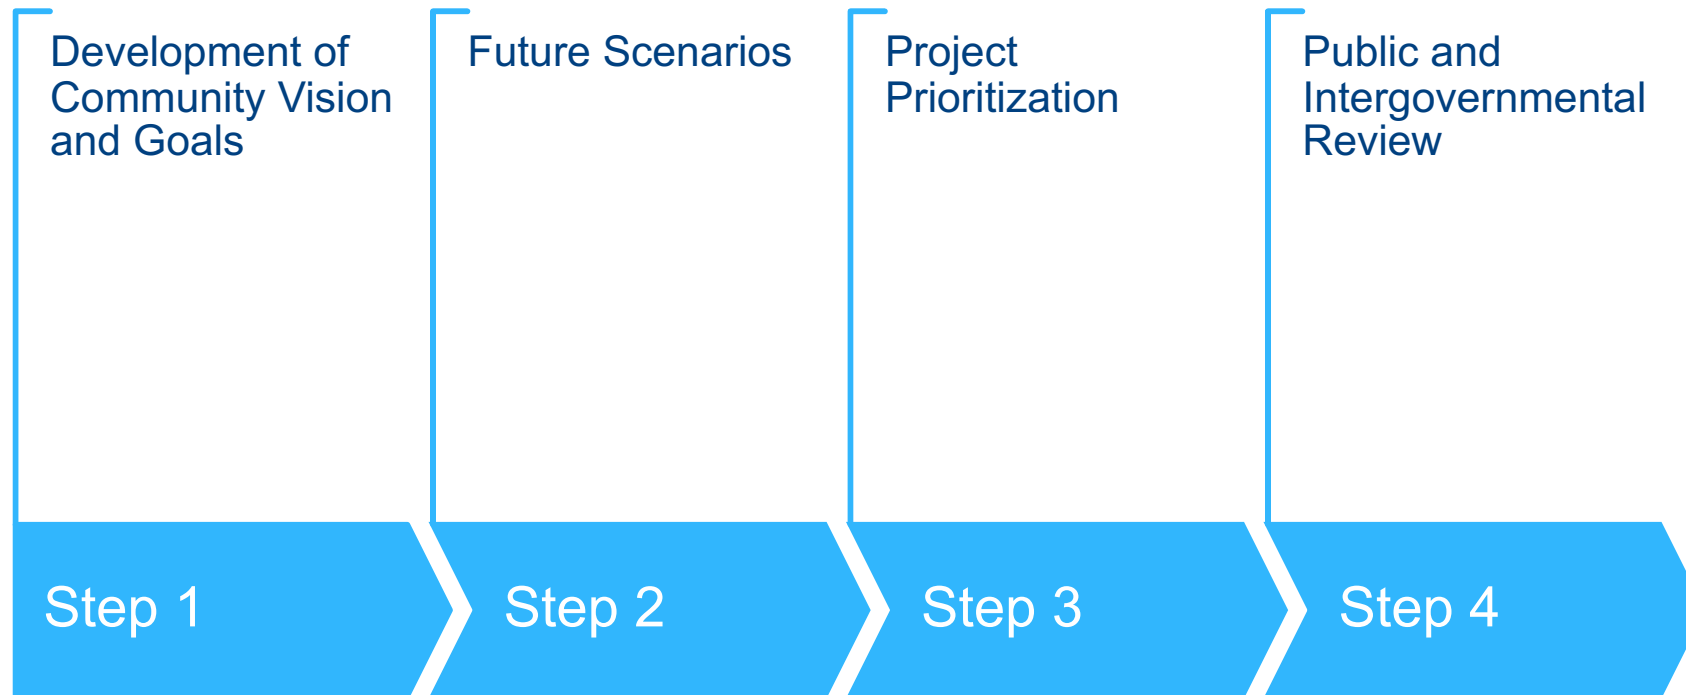 Development of
Community Vision
and Goals
Future Scenarios
Project
Prioritization
Public and
Intergovernmental
Review
Step 1
Step 2
Step 3
Step 4